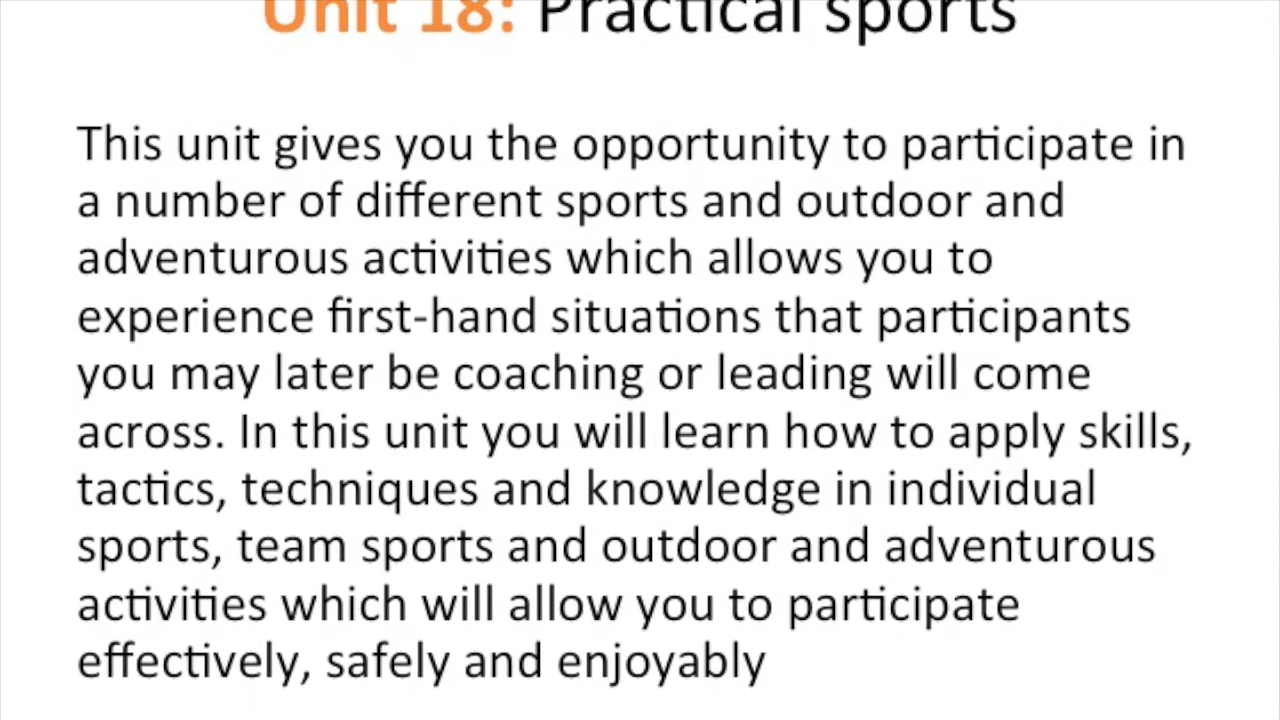 Unit 18: Practical sports
This unit gives you the opportunity to participate in
a number of different sports and outdoor and
adventurous activities which allows you to
experience first-hand situations that participants
you may later be coaching or leading will come
across. In this unit you will learn how to apply skills,
tactics, techniques and knowledge in individual
sports, team sports and outdoor and adventurous
activities which will allow you to participate
effectively, safely and enjoyably